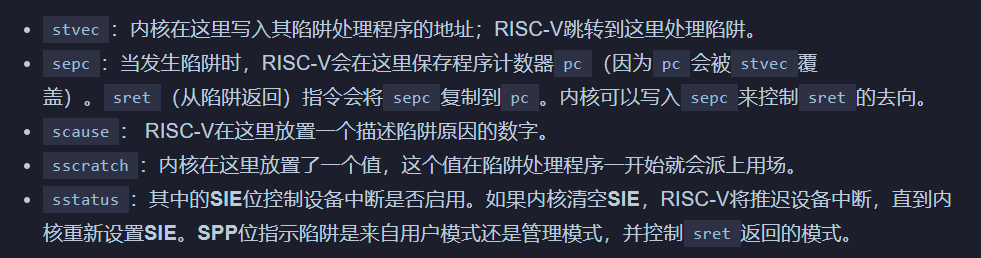 • stvec：内核在这里写入其陷阱处理程序的地址；RISC-V跳转到这里处理陷阱。
• sepc：当发生陷阱时，RISC-V会在这里保存程序计数器pc（因为pc会被stvec覆
盖）。sret（从陷阱返回）指令会将sepc复制到pc。内核可以写入sepc来控制sret的去向。
• scause： RISC-V在这里放置一个描述陷阱原因的数字。
• sscratch：内核在这里放置了一个值，这个值在陷阱处理程序一开始就会派上用场。
• sstatus：其中的SIE位控制设备中断是否启用。如果内核清空SIE，RISC-V将推迟设备中断，直到内
核重新设置SIE。SPP位指示陷阱是来自用户模式还是管理模式，并控制sret返回的模式。